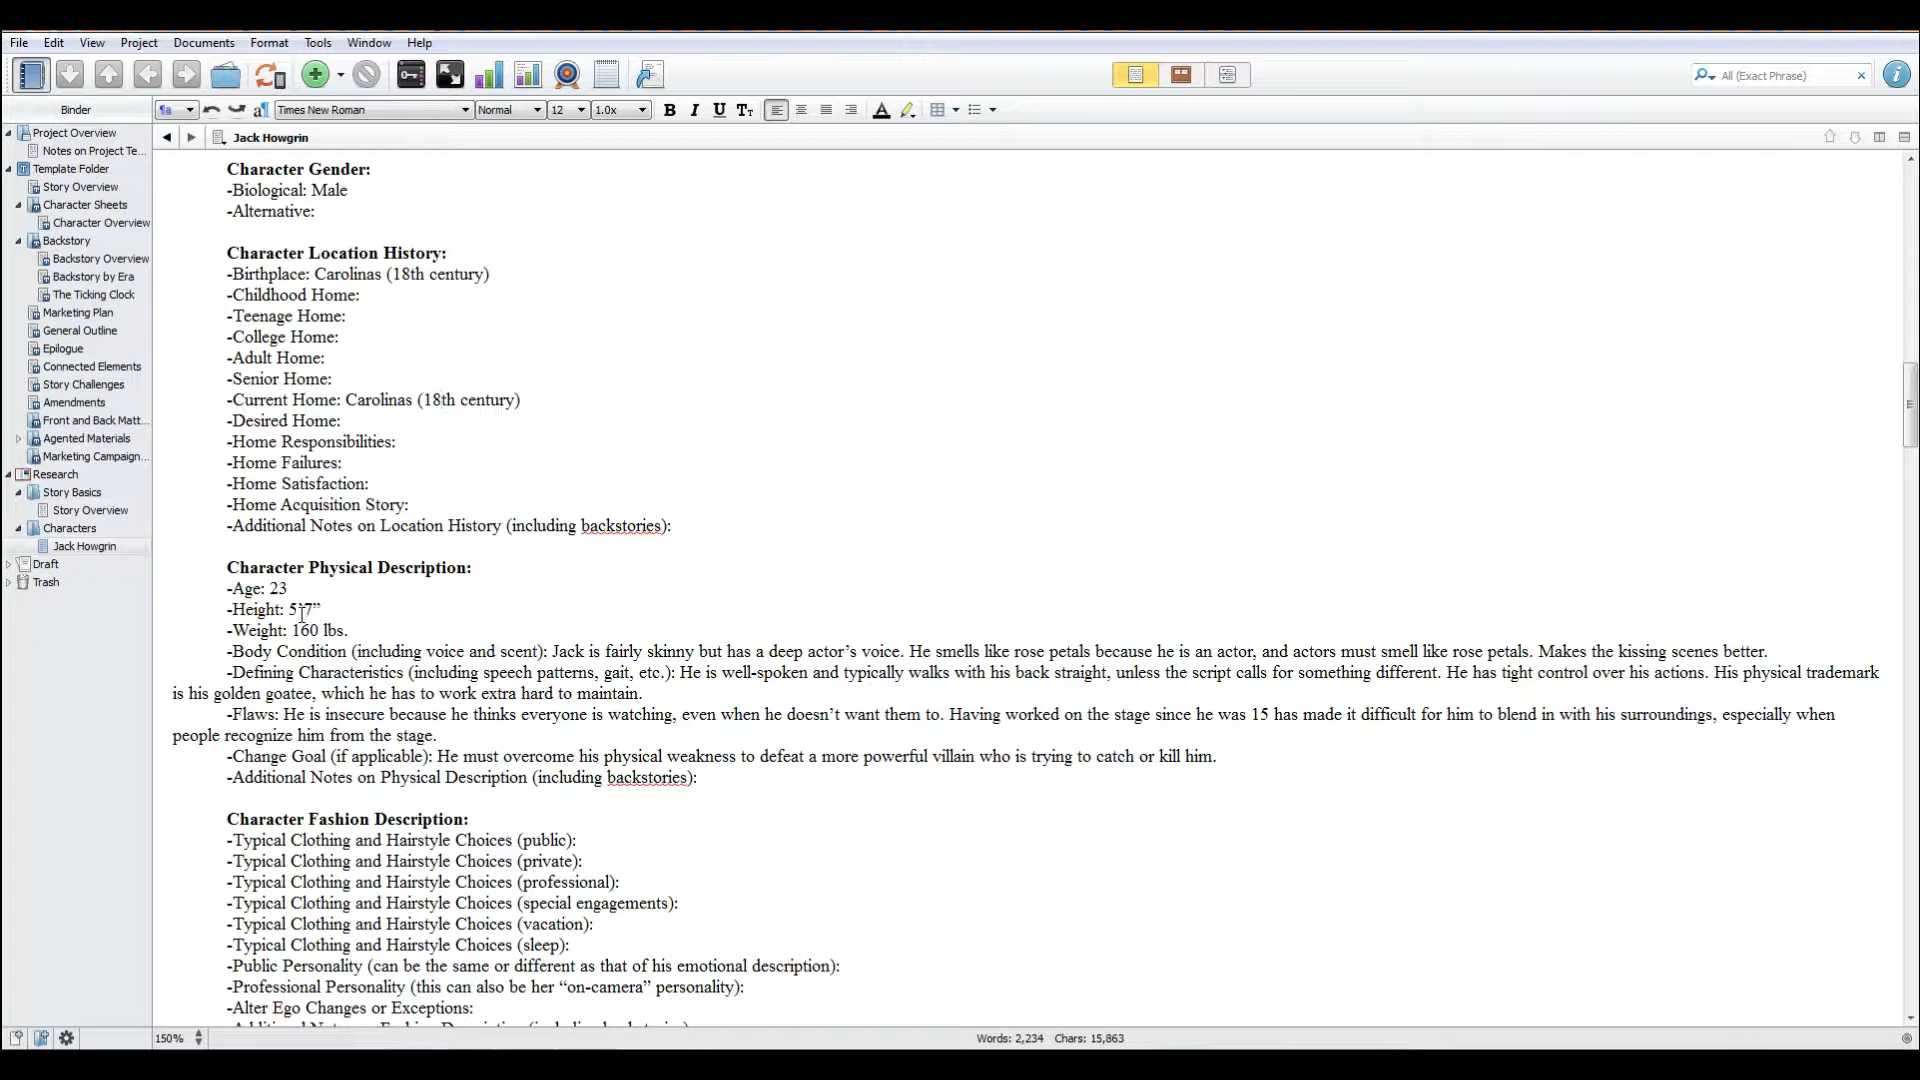 File Edit View Project Documents Format Tools Window Help
All (Exact Phrase)
Binder
Times New Roman Normal 12 1.0x B I U
Jack Howgrin
Project Overview
Notes on Project Te...
Template Folder
Story Overview
Character Sheets
Character Overview
Backstory
Backstory Overview
Backstory by Era
The Ticking Clock
Marketing Plan
General Outline
Epilogue
Connected Elements
Story Challenges
Amendments
Front and Back Matt...
Agented Materials
Marketing Campaign...
Research
Story Basics
Story Overview
Characters
Jack Howgrin
Draft
Trash
Character Gender:
-Biological: Male
-Alternative:
Character Location History:
-Birthplace: Carolinas (18th century)
-Childhood Home:
-Teenage Home:
-College Home:
-Adult Home:
-Senior Home:
-Current Home: Carolinas (18th century)
-Desired Home:
-Home Responsibilities:
-Home Failures:
-Home Satisfaction:
-Home Acquisition Story:
-Additional Notes on Location History (including backstories):
Character Physical Description:
-Age: 23
-Height: 5’7”
-Weight: 160 lbs.
-Body Condition (including voice and scent): Jack is fairly skinny but has a deep actor’s voice. He smells like rose petals because he is an actor, and actors must smell like rose petals. Makes the kissing scenes better.
-Defining Characteristics (including speech patterns, gait, etc.): He is well-spoken and typically walks with his back straight, unless the script calls for something different. He has tight control over his actions. His physical trademark
is his golden goatee, which he has to work extra hard to maintain.
-Flaws: He is insecure because he thinks everyone is watching, even when he doesn’t want them to. Having worked on the stage since he was 15 has made it difficult for him to blend in with his surroundings, especially when
people recognize him from the stage.
-Change Goal (if applicable): He must overcome his physical weakness to defeat a more powerful villain who is trying to catch or kill him.
-Additional Notes on Physical Description (including backstories):
Character Fashion Description:
-Typical Clothing and Hairstyle Choices (public):
-Typical Clothing and Hairstyle Choices (private):
-Typical Clothing and Hairstyle Choices (professional):
-Typical Clothing and Hairstyle Choices (special engagements):
-Typical Clothing and Hairstyle Choices (vacation):
-Typical Clothing and Hairstyle Choices (sleep):
-Public Personality (can be the same or different as that of his emotional description):
-Professional Personality (this can also be her “on-camera” personality):
-Alter Ego Changes or Exceptions:
150%
Words: 2,234 Chars: 15,863